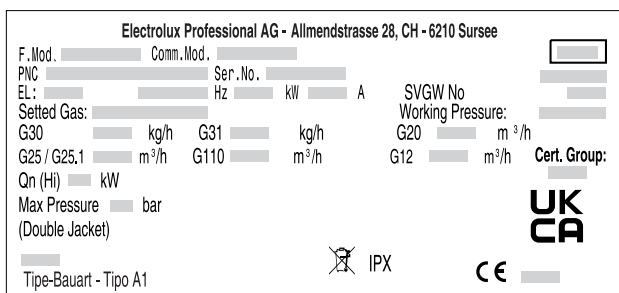 Electrolux Professional AG - Allmendstrasse 28, CH - 6210 Sursee
F.Mod. Comm.Mod.
PNC Ser.No.
EL: Hz kW A SVGW No
Setted Gas: Working Pressure:
G30 kg/h G31 kg/h G20 m³/h
G25 / G25.1 m³/h G110 m³/h G12 m³/h Cert. Group:
Qn (Hi) kW
Max Pressure bar
(Double Jacket)
UK
CA
IPX
CE
Tipe-Bauart - Tipo A1